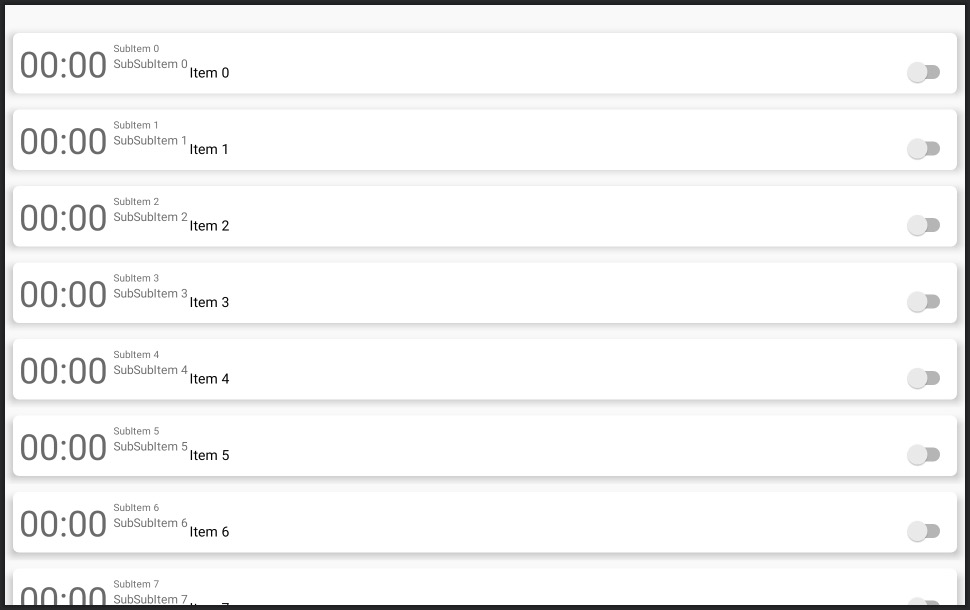 00:00
SubItem 0
SubSubItem 0
Item 0
00:00
SubItem 1
SubSubItem 1
Item 1
00:00
SubItem 2
SubSubItem 2
Item 2
00:00
SubItem 3
SubSubItem 3
Item 3
00:00
SubItem 4
SubSubItem 4
Item 4
00:00
SubItem 5
SubSubItem 5
Item 5
00:00
SubItem 6
SubSubItem 6
Item 6
00:00
SubItem 7
SubSubItem 7